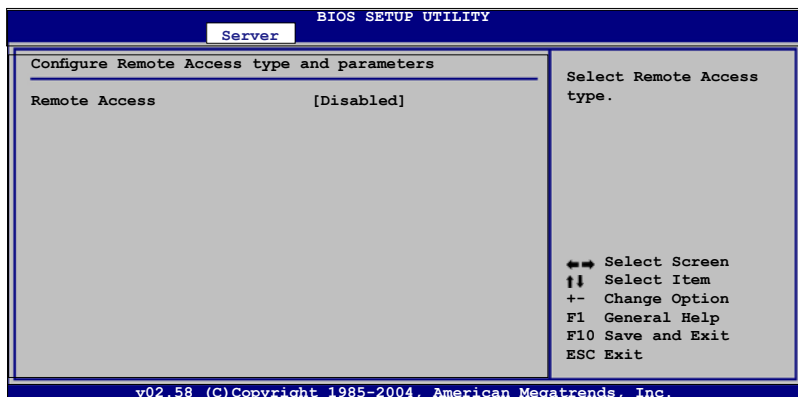 BIOS SETUP UTILITY
Server
Configure Remote Access type and parameters
Remote Access [Disabled]
Select Remote Access
type.
Select Screen
Select Item
+- Change Option
F1 General Help
F10 Save and Exit
ESC Exit
v02.58 (C)Copyright 1985-2004, American Megatrends, Inc.